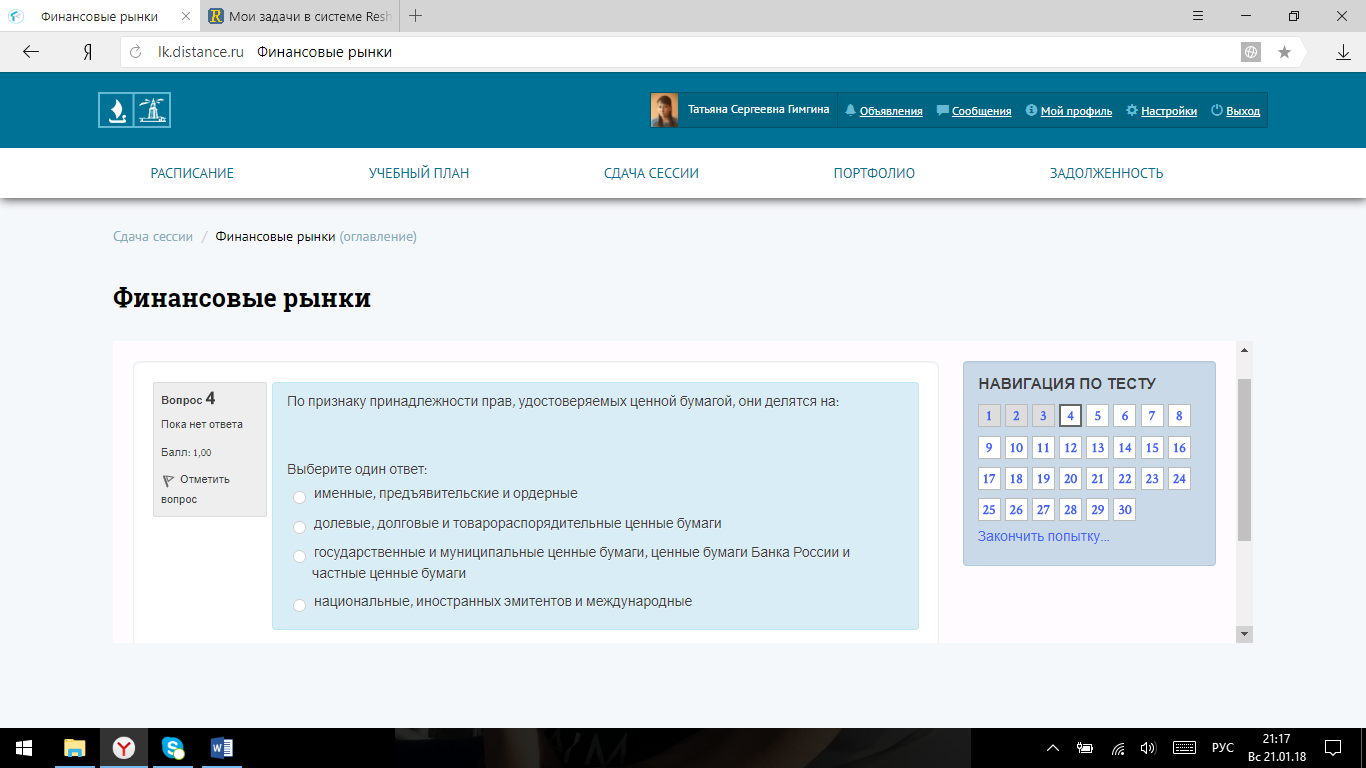 Финансовые рынки
Мои задачи в системе Resh
Я
lk.distance.ru Финансовые рынки
Татьяна Сергеевна Гимгина
Объявления
Сообщения
Мой профиль
Настройки
Выход
РАСПИСАНИЕ
УЧЕБНЫЙ ПЛАН
СДАЧА СЕССИИ
ПОРТФОЛИО
ЗАДОЛЖЕННОСТЬ
Сдача сессии / Финансовые рынки (оглавление)
Финансовые рынки
Вопрос 4
Пока нет ответа
Балл: 1,00
Отметить
вопрос
По признаку принадлежности прав, удостоверяемых ценной бумагой, они делятся на:
Выберите один ответ:
именные, предъявительские и ордерные
долевые, долговые и товарораспорядительные ценные бумаги
государственные и муниципальные ценные бумаги, ценные бумаги Банка России и
частные ценные бумаги
национальные, иностранных эмитентов и международные
НАВИГАЦИЯ ПО ТЕСТУ
1 2 3 4 5 6 7 8
9 10 11 12 13 14 15 16
17 18 19 20 21 22 23 24
25 26 27 28 29 30
Закончить попытку...
РУС
21:17
Вс 21.01.18